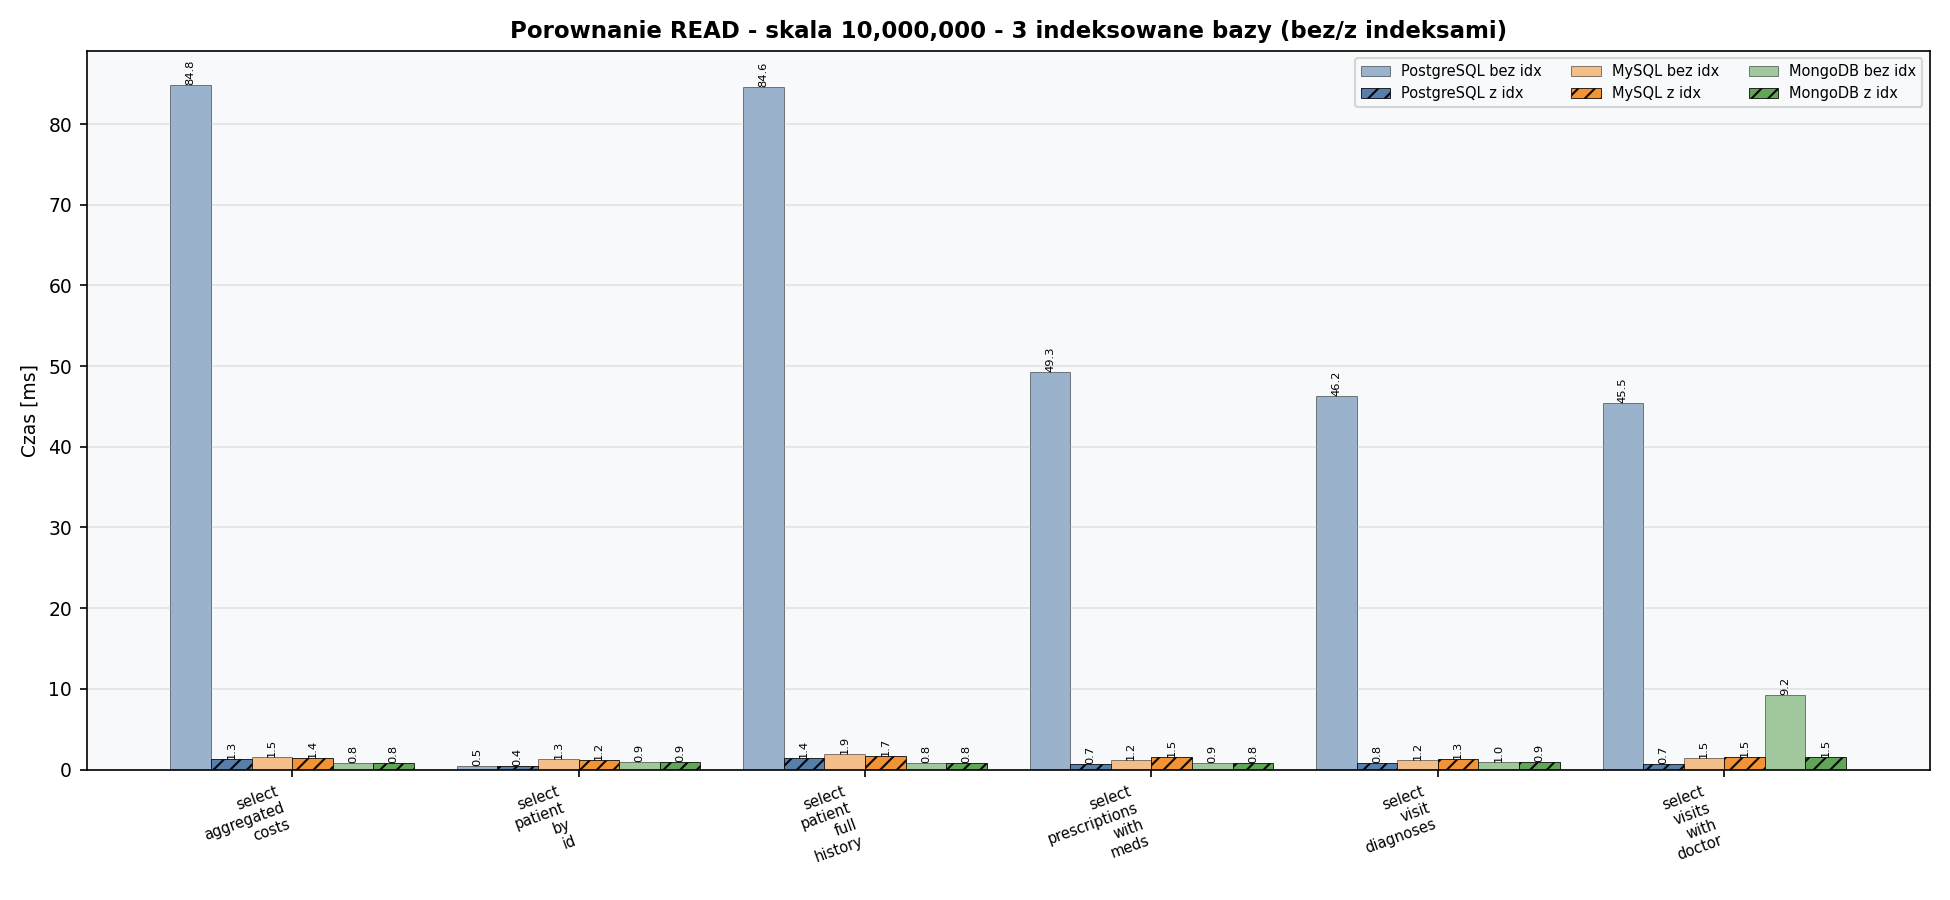 Porownanie READ - skala 10,000,000 - 3 indeksowane bazy (bez/z indeksami)
PostgreSQL bez idx
PostgreSQL z idx
MySQL bez idx
MySQL z idx
MongoDB bez idx
MongoDB z idx
Czas [ms]
80
70
60
50
40
30
20
10
0
84.8
1.3
1.5
1.4
0.8
0.8
0.5
0.4
1.3
1.2
0.9
0.9
84.6
1.4
1.9
1.7
0.8
0.8
49.3
0.7
1.2
1.5
0.9
0.8
46.2
0.8
1.2
1.3
1.0
0.9
45.5
0.7
1.5
1.5
9.2
1.5
select
aggregated
costs
select
patient
by
id
select
patient
full
history
select
prescriptions
with
meds
select
visit
diagnoses
select
visits
with
doctor